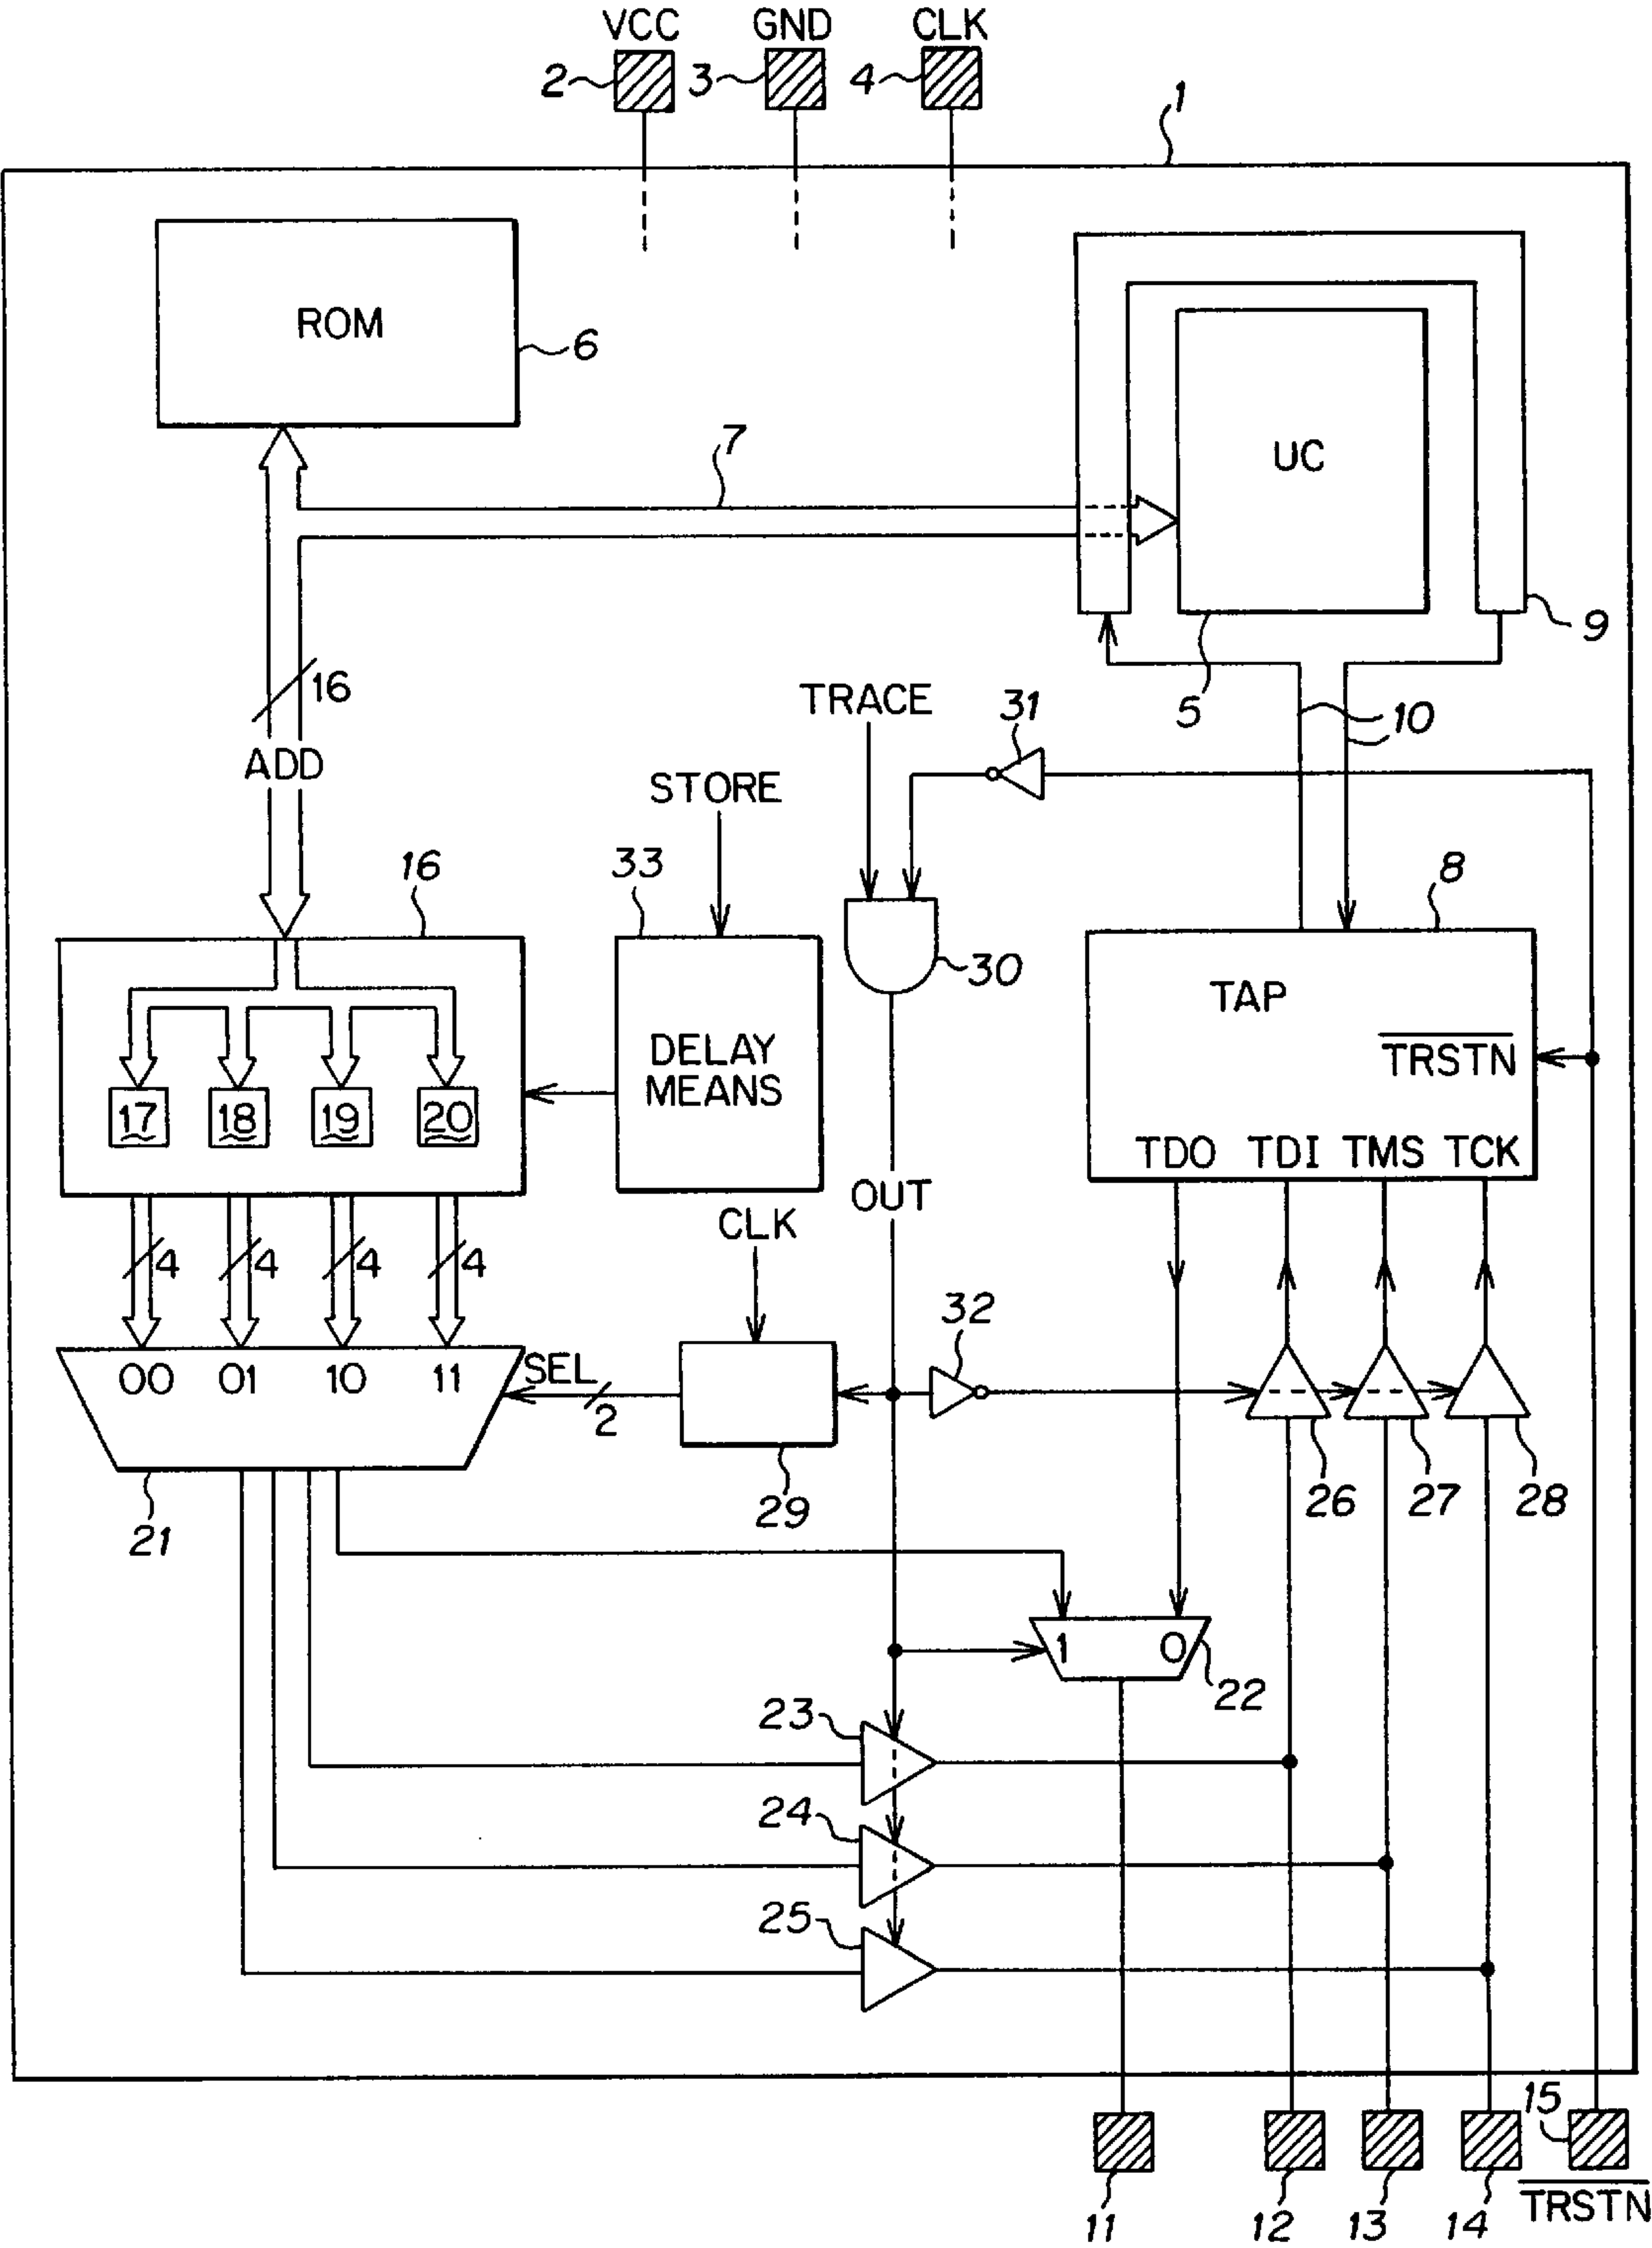 VCC GND CLK
2 3 4
1
ROM
6
7
UC
9
5
10
16
TRACE
31
ADD
STORE
16
33
8
30
TAP
DELAY
MEANS
TRSTN
17 18 19 20
TDO TDI TMS TCK
OUT
CLK
4 4 4 4
32
00 01 10 11
SEL
2
21
29
26 27 28
1 0
22
23
24
25
15
11 12 13 14
TRSTN